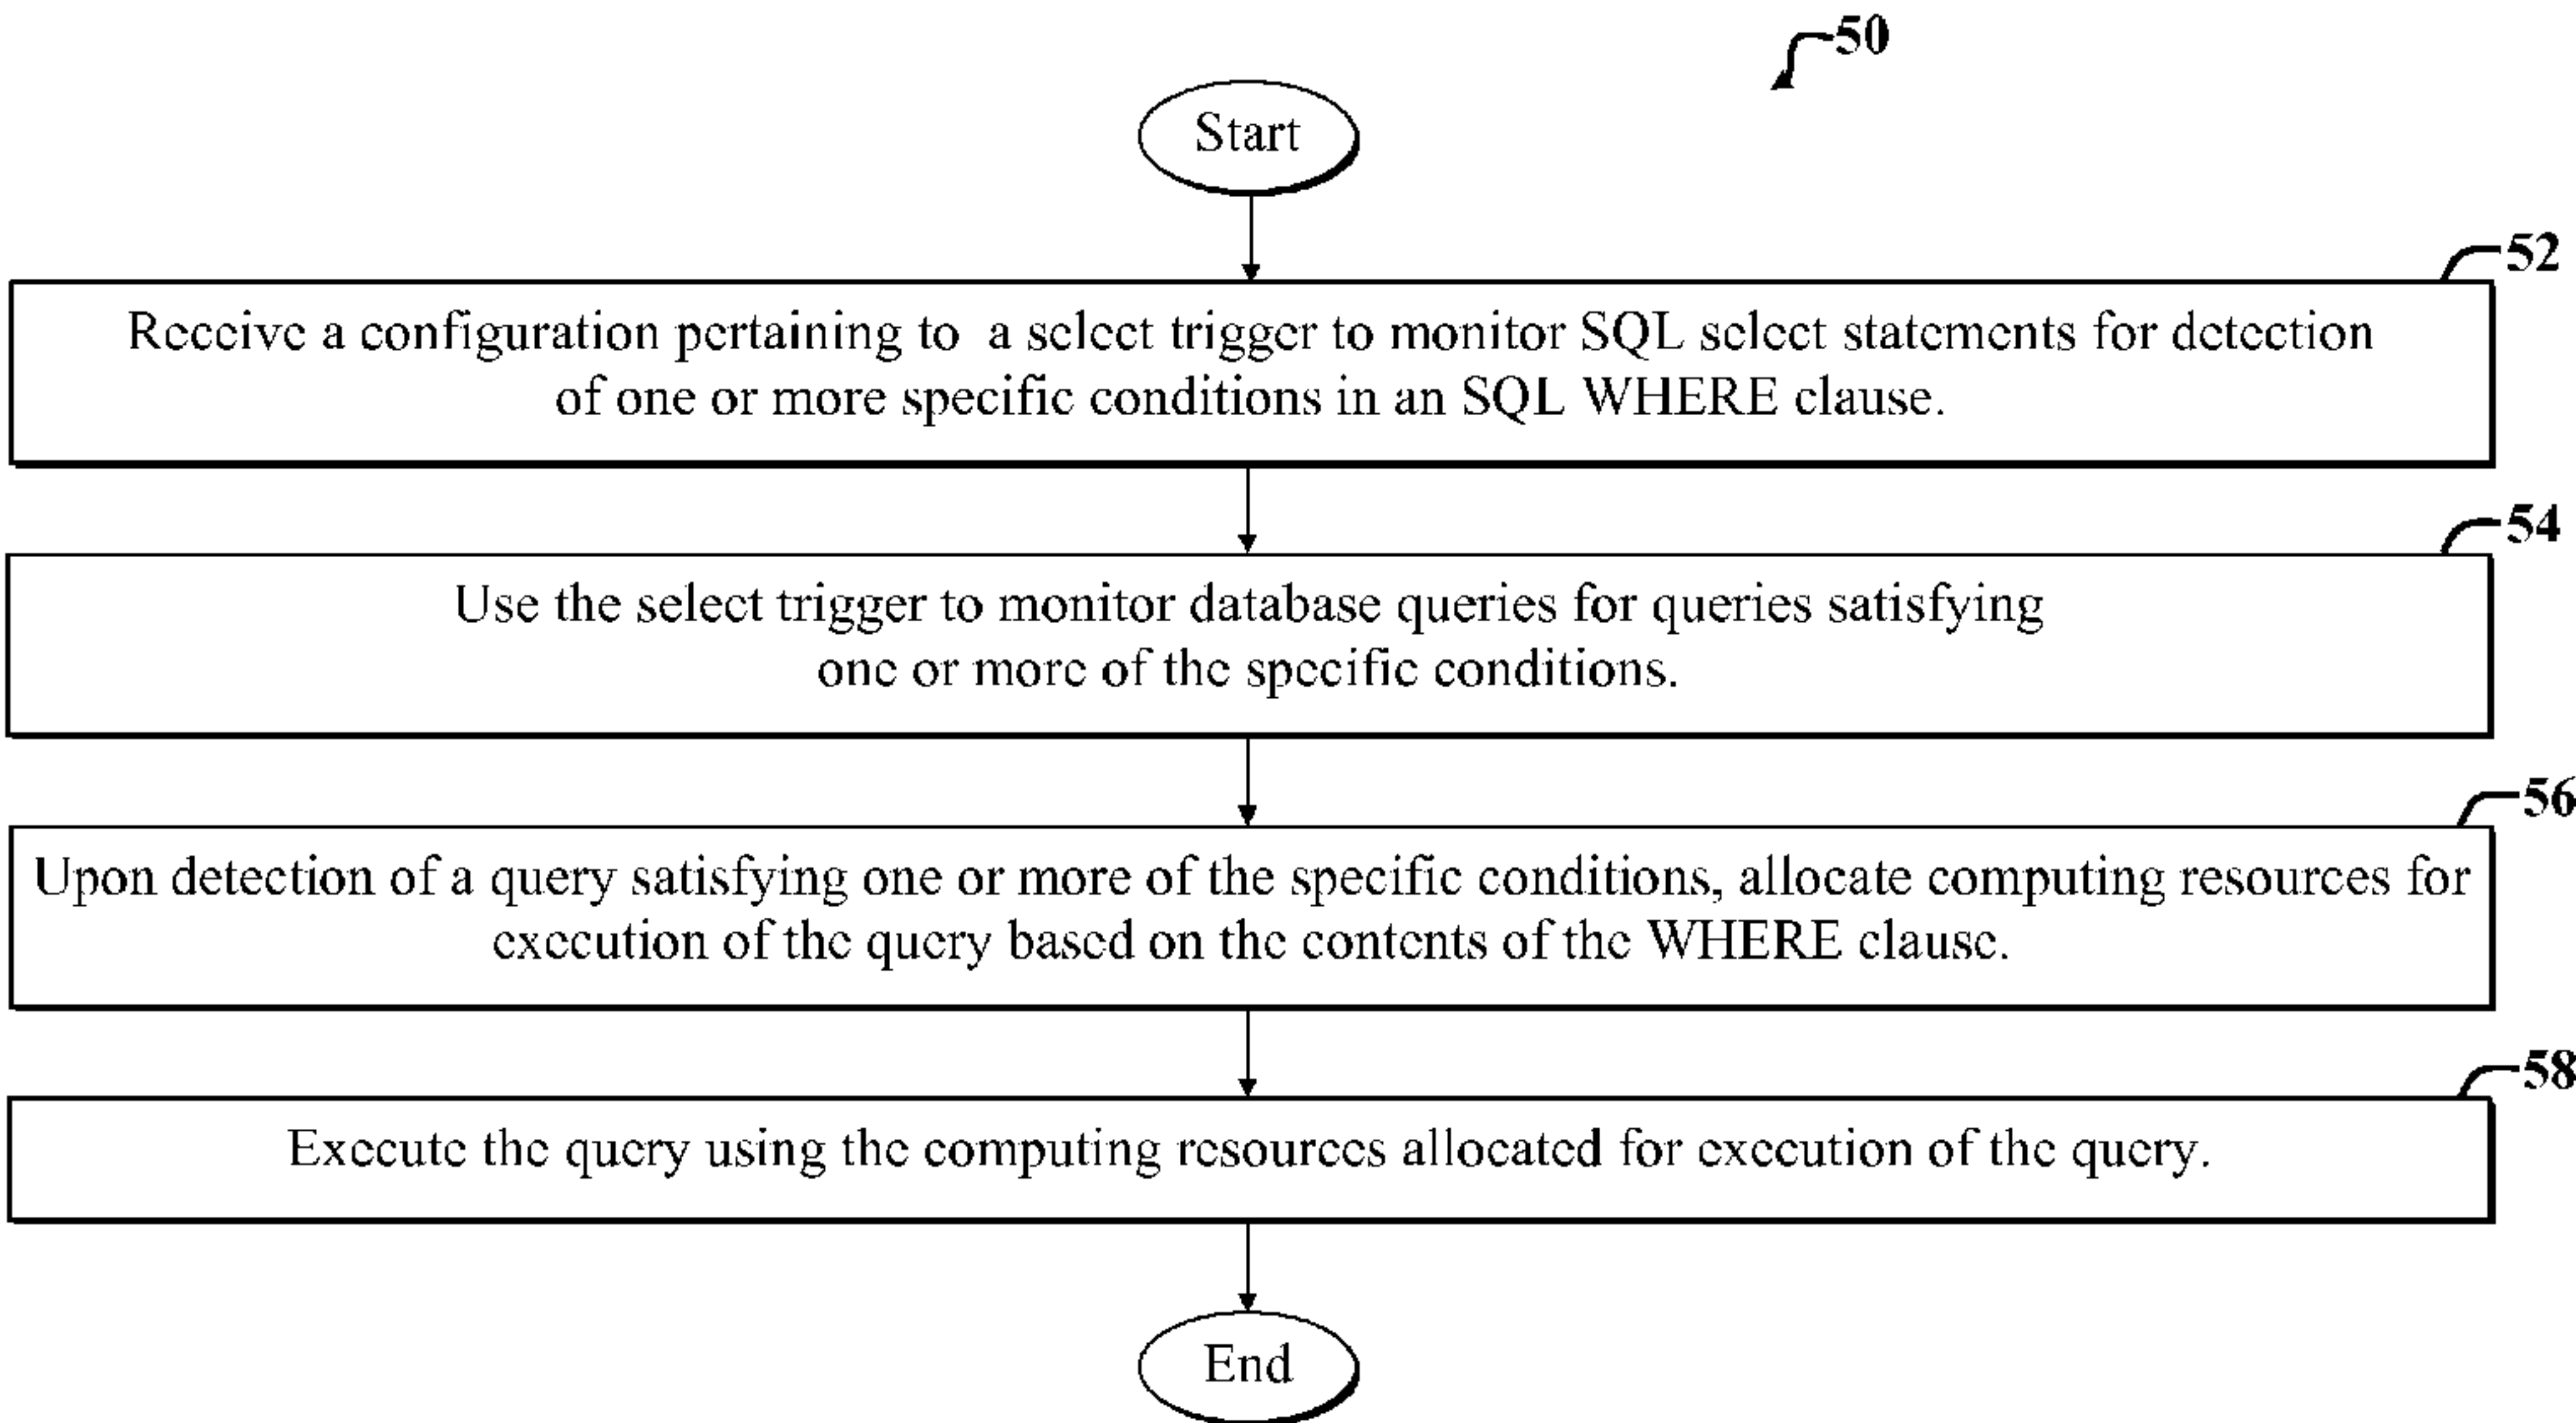 50
Start
52
Receive a configuration pertaining to a select trigger to monitor SQL select statements for detection
of one or more specific conditions in an SQL WHERE clause.
54
Use the select trigger to monitor database queries for queries satisfying
one or more of the specific conditions.
56
Upon detection of a query satisfying one or more of the specific conditions, allocate computing resources for
execution of the query based on the contents of the WHERE clause.
58
Execute the query using the computing resources allocated for execution of the query.
End